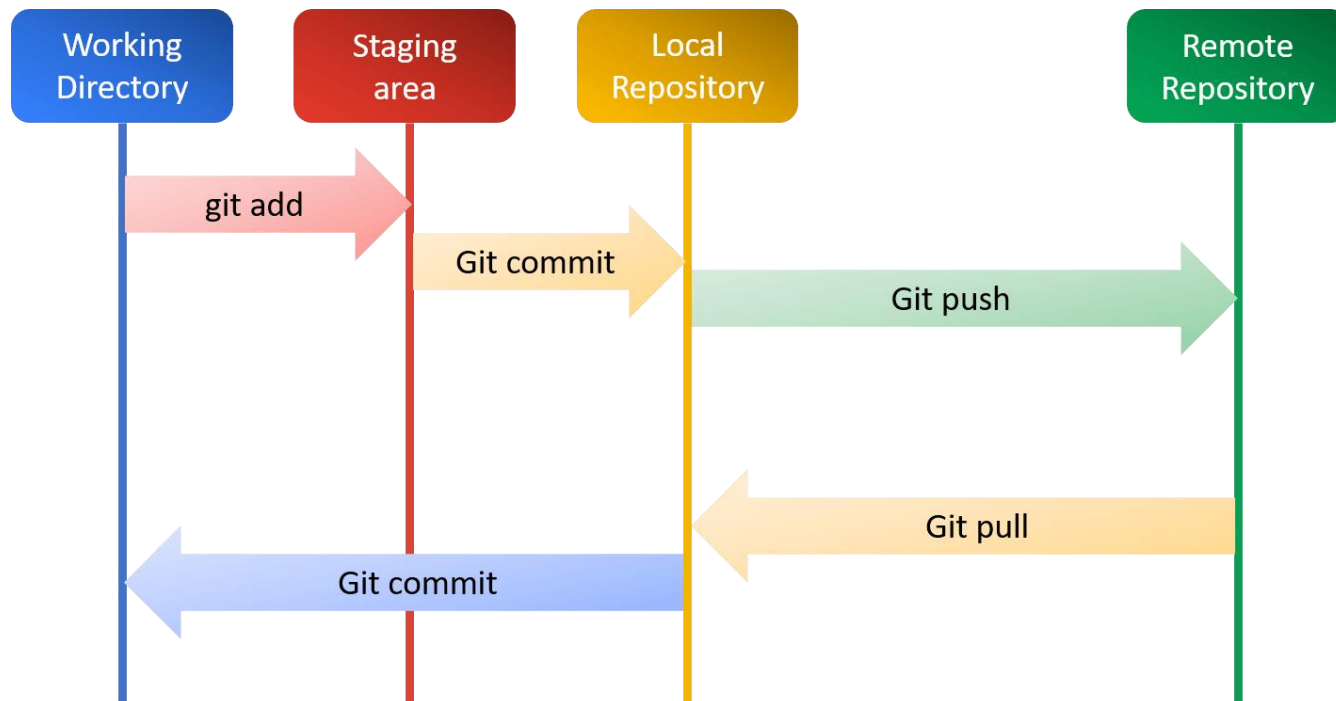 Working
Directory
Staging
area
Local
Repository
Remote
Repository
git add
Git commit
Git push
Git pull
Git commit